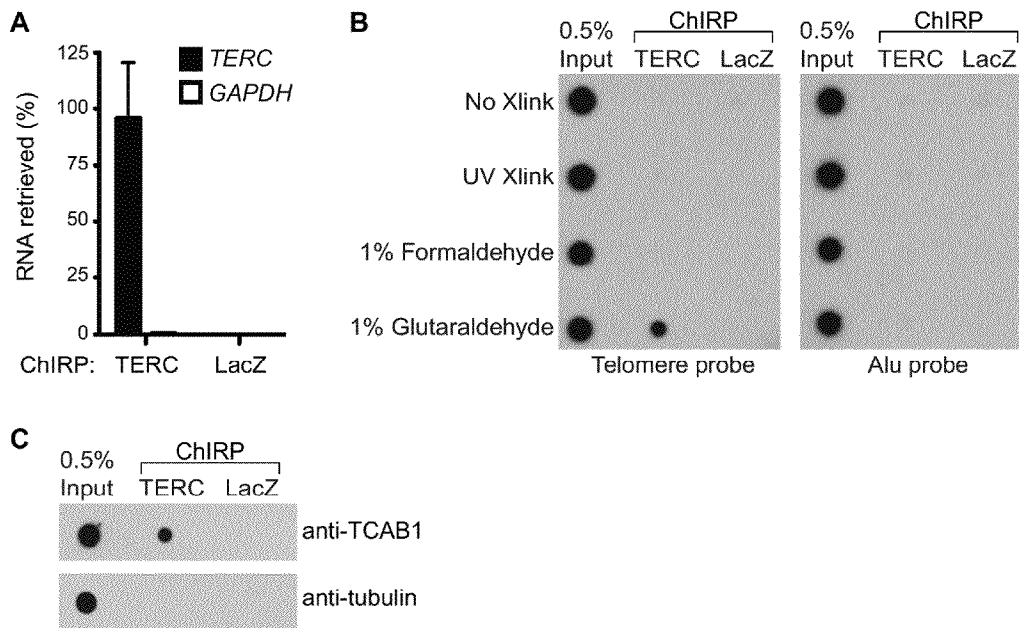 A
RNA retrieved (%)
125
100
75
50
25
0
TERC
GAPDH
ChIRP: TERC LacZ
B
0.5% Input
ChIRP
TERC LacZ
0.5% Input
ChIRP
TERC LacZ
No Xlink
UV Xlink
1% Formaldehyde
1% Glutaraldehyde
Telomere probe
Alu probe
C
0.5% Input
ChIRP
TERC LacZ
anti-TCAB1
anti-tubulin